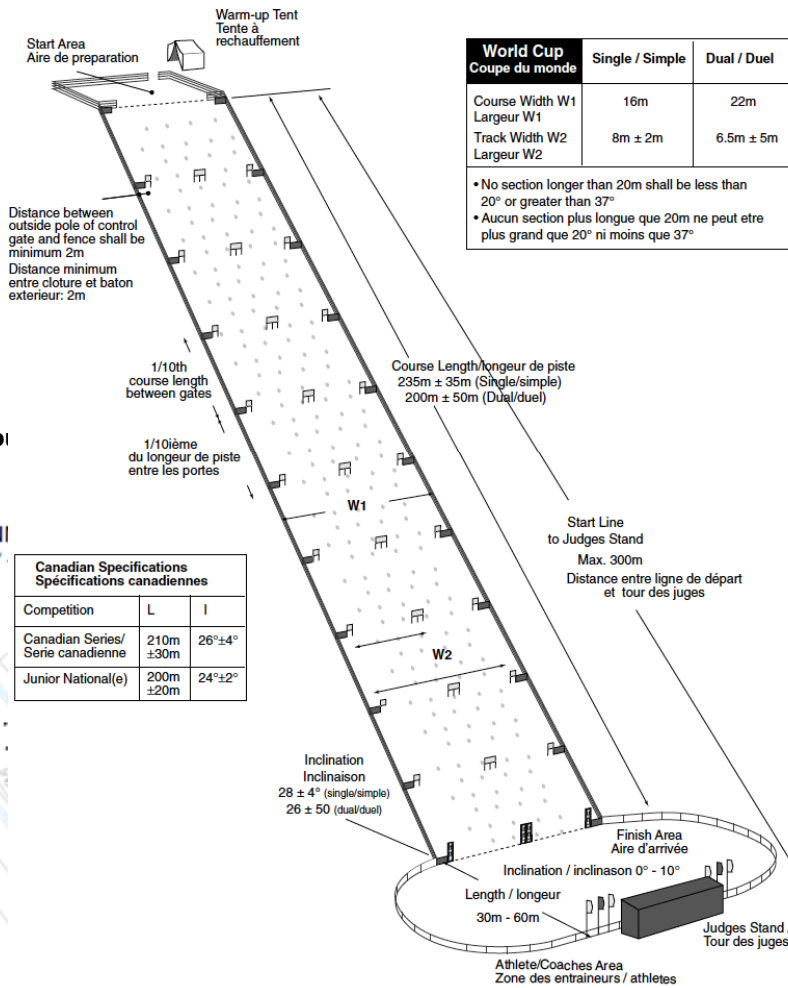 Warm-up Tent
Tente à
rechauffement
Start Area
Aire de preparation
World Cup
Coupe du monde
Single / Simple
Dual / Duel
Course Width W1
Largeur W1
16m
22m
Track Width W2
Largeur W2
8m ± 2m
6.5m ± 5m
• No section longer than 20m shall be less than
20° or greater than 37°
• Aucun section plus longue que 20m ne peut etre
plus grand que 20° ni moins que 37°
Distance between
outside pole of control
gate and fence shall be
minimum 2m
Distance minimum
entre cloture et baton
exterieur: 2m
1/10th
course length
between gates
1/10ième
du longeur de piste
entre les portes
Course Length/longeur de piste
235m ± 35m (Single/simple)
200m ± 50m (Dual/duel)
W1
Start Line
to Judges Stand
Max. 300m
Distance entre ligne de départ
et tour des juges
Canadian Specifications
Spécifications canadiennes
Competition
L
I
Canadian Series/
Serie canadienne
210m
±30m
26°±4°
Junior National(e)
200m
±20m
24°±2°
W2
Inclination
Inclinaison
28 ± 4° (single/simple)
26 ± 50 (dual/duel)
Finish Area
Aire d'arrivée
Inclination / inclinason 0° - 10°
Length / longeur
30m - 60m
Judges Stand
Tour des juges
Athlete/Coaches Area
Zone des entraineurs / athletes